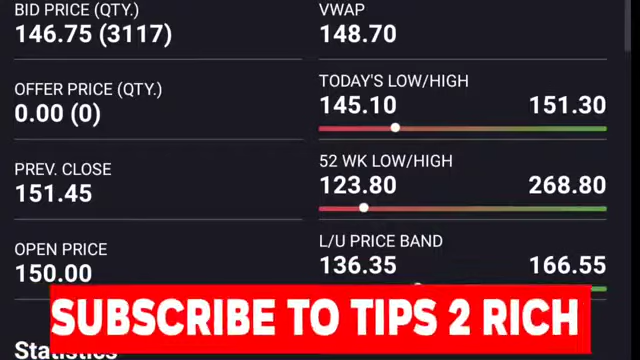 BID PRICE (QTY.)
146.75 (3117)
VWAP
148.70
OFFER PRICE (QTY.)
0.00 (0)
TODAY'S LOW/HIGH
145.10 151.30
PREV. CLOSE
151.45
52 WK LOW/HIGH
123.80 268.80
OPEN PRICE
150.00
L/U PRICE BAND
136.35 166.55
SUBSCRIBE TO TIPS 2 RICH
Statistics